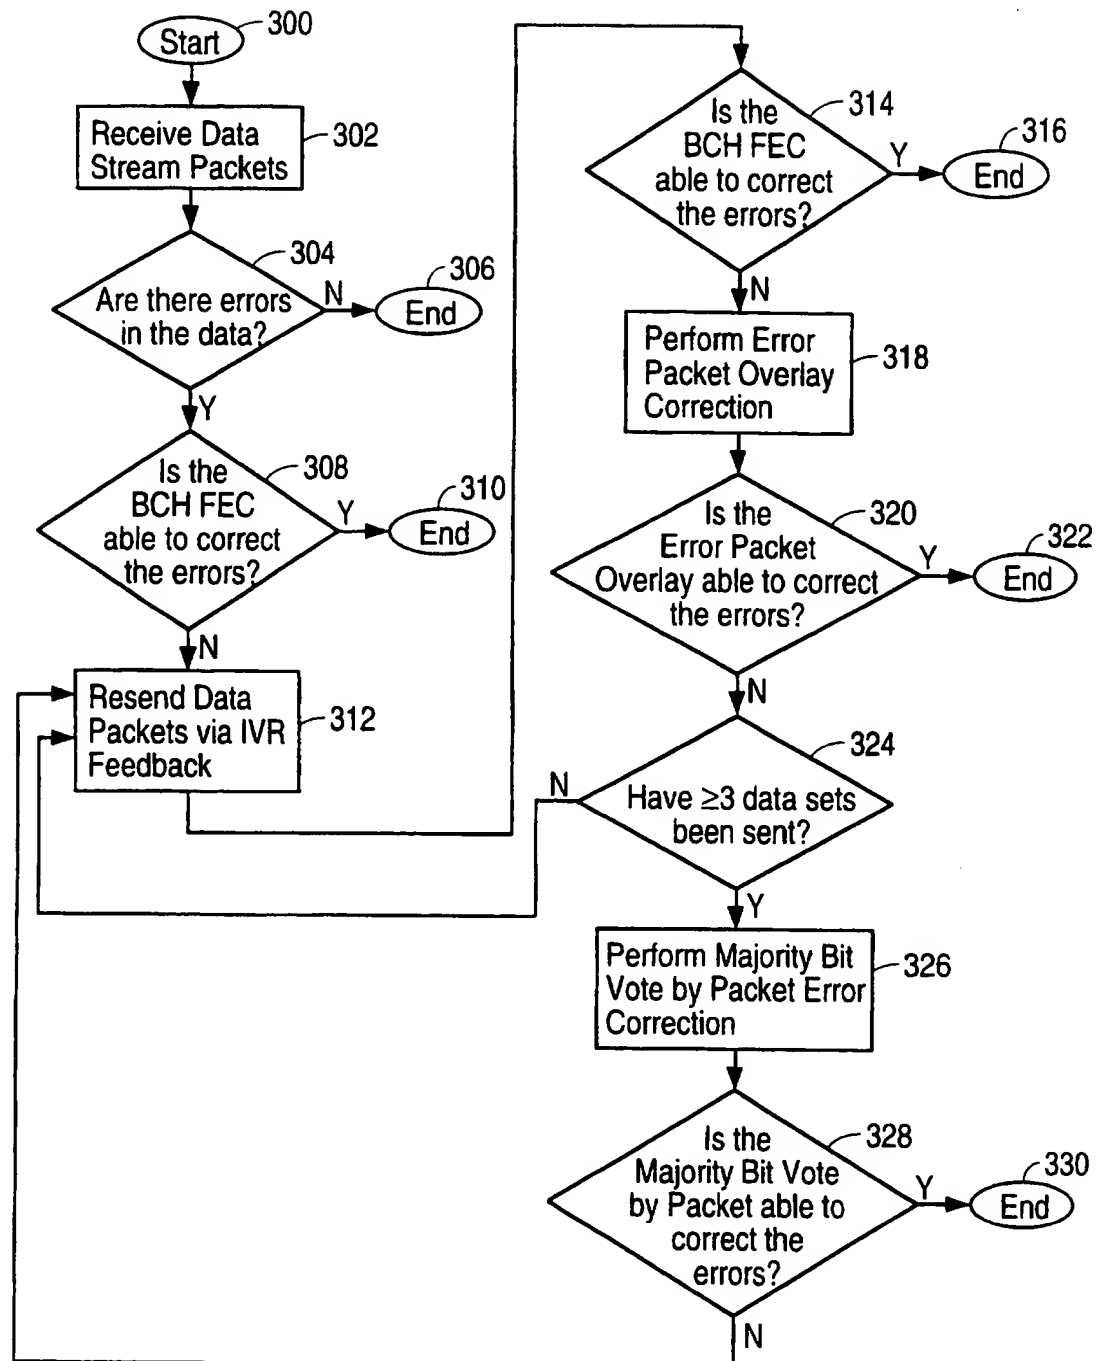 Start
300
Receive Data
Stream Packets
302
304
Are there errors
in the data?
N
306
End
Y
308
Is the
BCH FEC
able to correct
the errors?
Y
310
End
N
Resend Data
Packets via IVR
Feedback
312
314
Is the
BCH FEC
able to correct
the errors?
Y
316
End
N
Perform Error
Packet Overlay
Correction
318
320
Is the
Error Packet
Overlay able to correct
the errors?
Y
322
End
N
324
Have ≥3 data sets
been sent?
N
Y
Perform Majority Bit
Vote by Packet Error
Correction
326
328
Is the
Majority Bit Vote
by Packet able to
correct the
errors?
Y
330
End
N